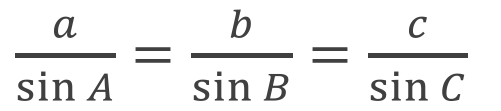 a/sin A = b/sin B = c/sin C